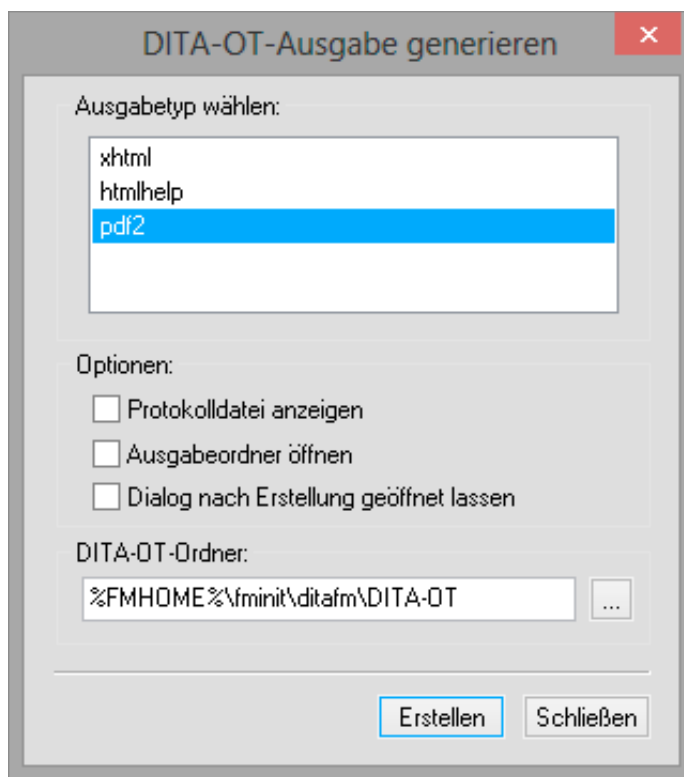 DITA-OT-Ausgabe generieren
Ausgabetyp wählen:
xhtml
htmlhelp
pdf2
Optionen:
Protokolldatei anzeigen
Ausgabeordner öffnen
Dialog nach Erstellung geöffnet lassen
DITA-OT-Ordner:
%FMHOME%\fminit\ditafm\DITA-OT ...
Erstellen Schließen